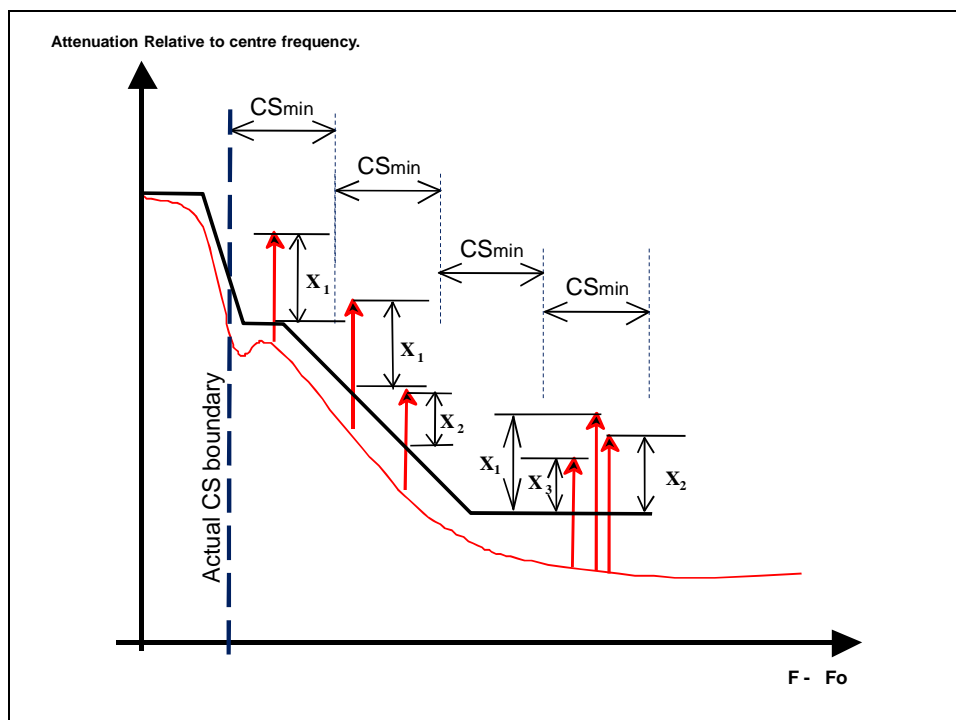 Attenuation Relative to centre frequency.
CSmin
CSmin
CSmin
CSmin
X1
X1
X2
X1
X3
X2
Actual CS boundary
F - Fo